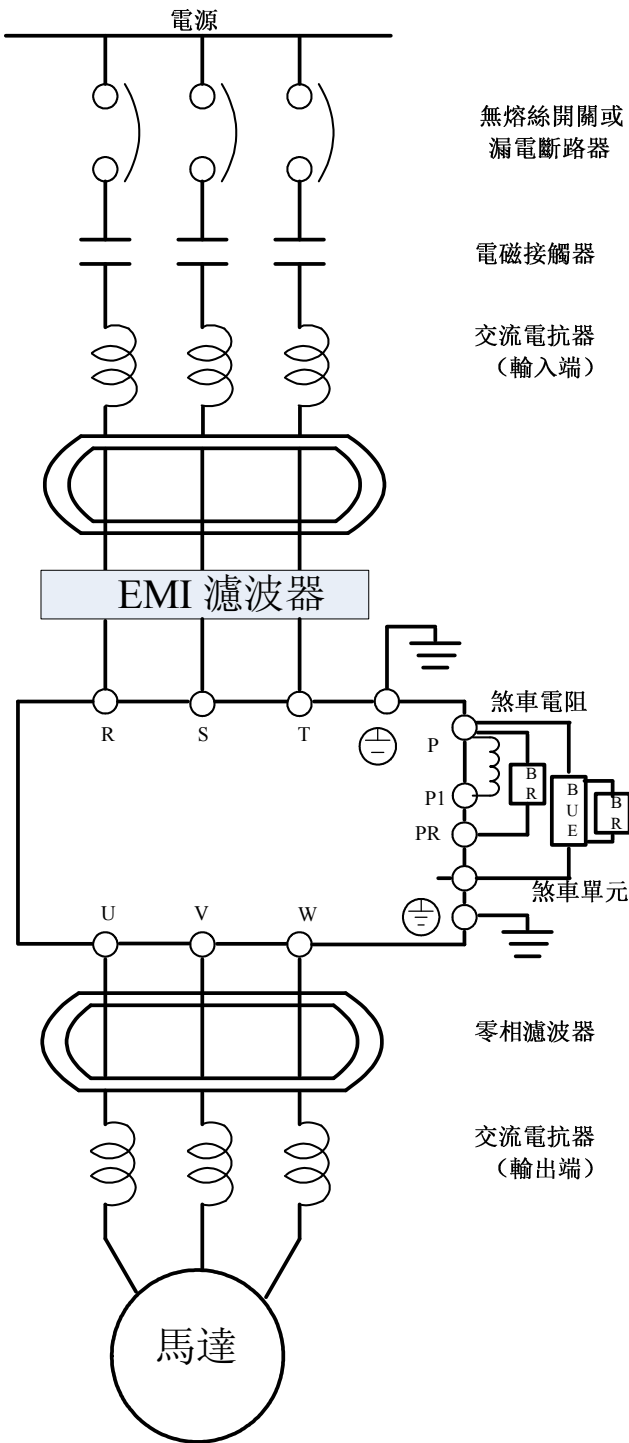 電源
無熔絲開關或
漏電斷路器
電磁接觸器
交流電抗器
（輸入端）
EMI 濾波器
R
S
T
煞車電阻
P
P1
PR
B
R
B
U
E
B
R
煞車單元
U
V
W
零相濾波器
交流電抗器
（輸出端）
馬達